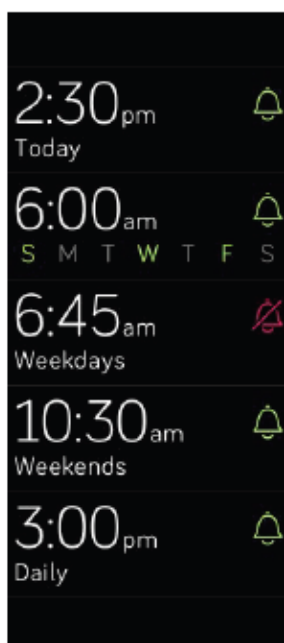 2:30pm
Today
6:00am
S M T W T F S
6:45am
Weekdays
10:30am
Weekends
3:00pm
Daily